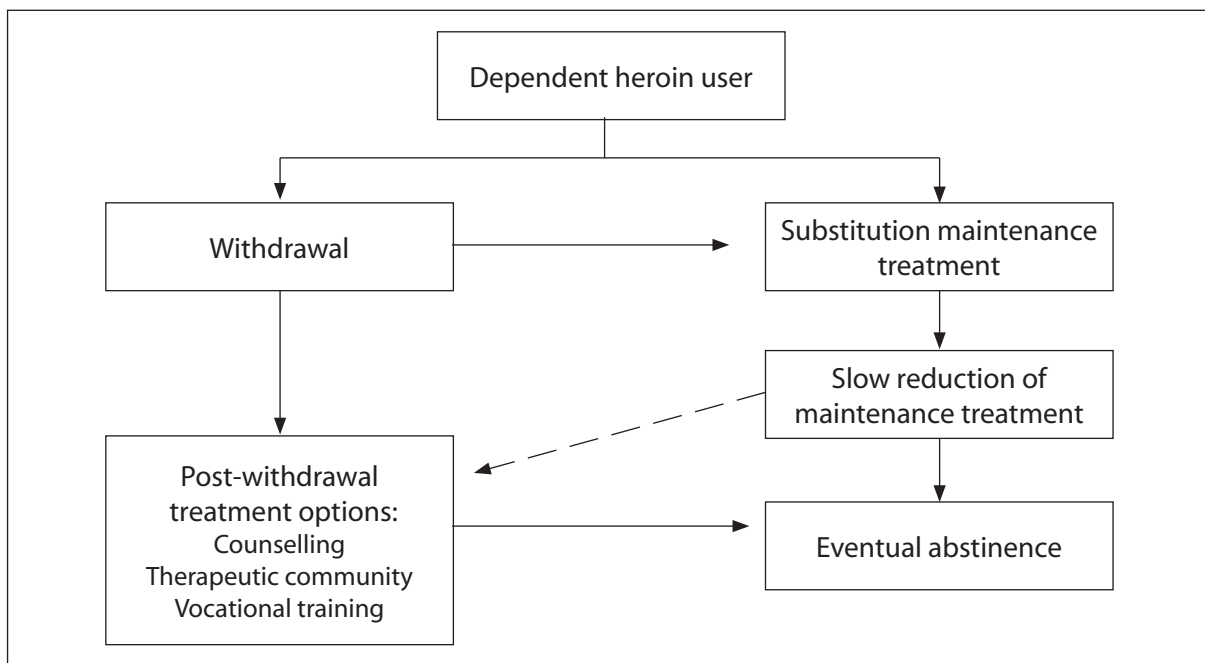 Dependent heroin user
Withdrawal
Substitution maintenance
treatment
Slow reduction of
maintenance treatment
Post-withdrawal
treatment options:
Counselling
Therapeutic community
Vocational training
Eventual abstinence